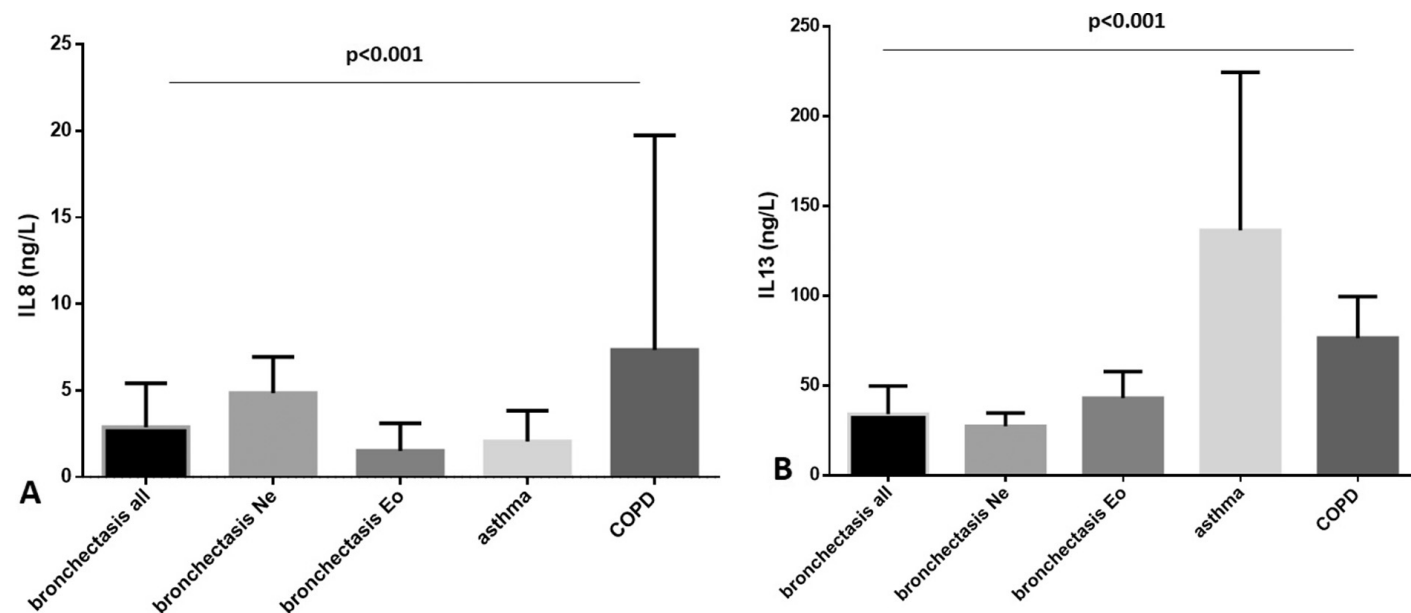 p<0.001
25
20
15
10
5
0
IL8 (ng/L)
A
bronchectasis all
bronchectasis Ne
bronchectasis Eo
asthma
COPD
p<0.001
250
200
150
100
50
0
IL13 (ng/L)
B
bronchectasis all
bronchectasis Ne
bronchectasis Eo
asthma
COPD